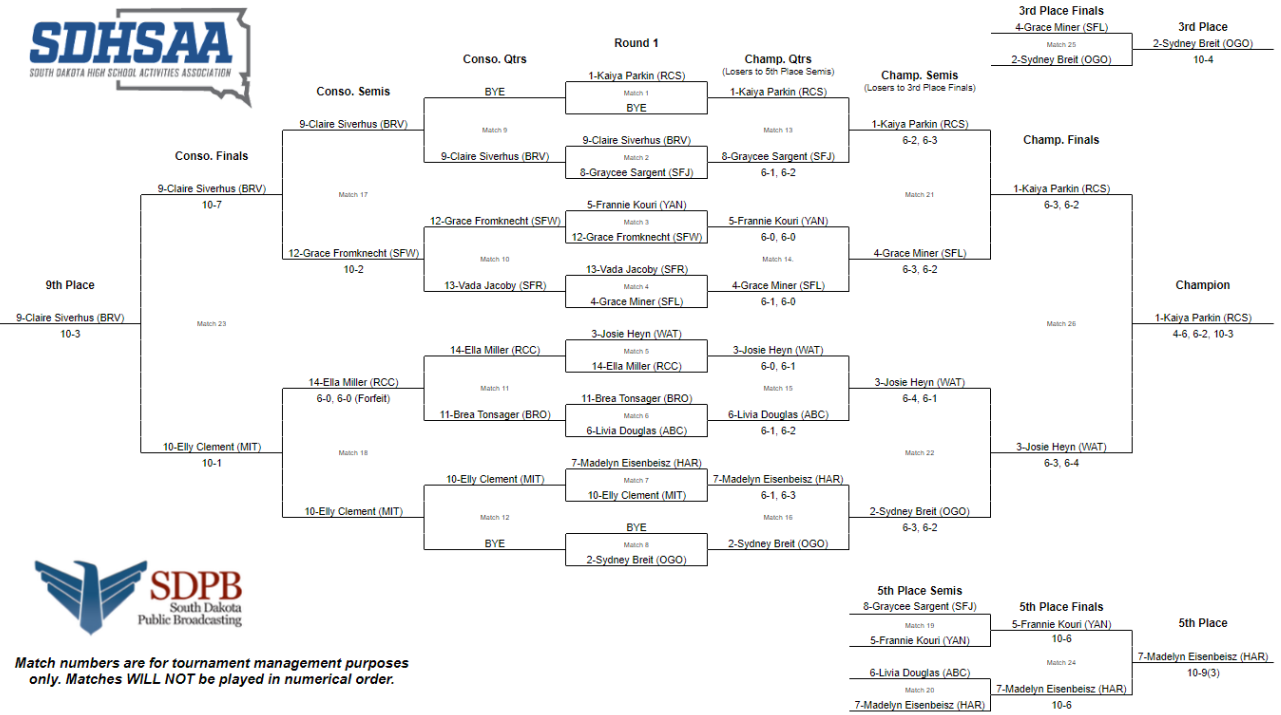 3rd Place Finals
4-Grace Miner (SFL)
3rd Place
Match 25
2-Sydney Breit (OGO)
2-Sydney Breit (OGO)
10-4
SDHSAA
SOUTH DAKOTA HIGH SCHOOL ACTIVITIES ASSOCIATION
Round 1
Conso. Qtrs
Champ. Qtrs
(Losers to 5th Place Semis)
Champ. Semis
(Losers to 3rd Place Finals)
Conso. Semis
1-Kaiya Parkin (RCS)
BYE
Match 1
1-Kaiya Parkin (RCS)
BYE
9-Claire Siverhus (BRV)
1-Kaiya Parkin (RCS)
Match 9
Match 13
6-2, 6-3
9-Claire Siverhus (BRV)
Champ. Finals
Conso. Finals
9-Claire Siverhus (BRV)
Match 2
8-Graycee Sargent (SFJ)
8-Graycee Sargent (SFJ)
6-1, 6-2
9-Claire Siverhus (BRV)
10-7
Match 17
Match 21
1-Kaiya Parkin (RCS)
6-3, 6-2
5-Frannie Kouri (YAN)
12-Grace Fromknecht (SFW)
Match 3
5-Frannie Kouri (YAN)
12-Grace Fromknecht (SFW)
6-0, 6-0
12-Grace Fromknecht (SFW)
10-2
Match 10
Match 14.
4-Grace Miner (SFL)
6-3, 6-2
13-Vada Jacoby (SFR)
13-Vada Jacoby (SFR)
Match 4
4-Grace Miner (SFL)
4-Grace Miner (SFL)
6-1, 6-0
9th Place
Champion
9-Claire Siverhus (BRV)
10-3
Match 23
Match 26
1-Kaiya Parkin (RCS)
4-6, 6-2, 10-3
3-Josie Heyn (WAT)
14-Ella Miller (RCC)
Match 5
3-Josie Heyn (WAT)
14-Ella Miller (RCC)
6-0, 6-1
14-Ella Miller (RCC)
6-0, 6-0 (Forfeit)
Match 11
Match 15
3-Josie Heyn (WAT)
6-4, 6-1
11-Brea Tonsager (BRO)
11-Brea Tonsager (BRO)
Match 6
6-Livia Douglas (ABC)
6-Livia Douglas (ABC)
6-1, 6-2
10-Elly Clement (MIT)
10-1
Match 18
Match 22
3-Josie Heyn (WAT)
6-3, 6-4
7-Madelyn Eisenbeisz (HAR)
10-Elly Clement (MIT)
Match 7
7-Madelyn Eisenbeisz (HAR)
10-Elly Clement (MIT)
6-1, 6-3
10-Elly Clement (MIT)
Match 12
Match 16
2-Sydney Breit (OGO)
6-3, 6-2
BYE
BYE
Match 8
2-Sydney Breit (OGO)
2-Sydney Breit (OGO)
SDPB
South Dakota
Public Broadcasting
5th Place Semis
8-Graycee Sargent (SFJ)
5th Place Finals
5th Place
Match 19
5-Frannie Kouri (YAN)
5-Frannie Kouri (YAN)
10-6
Match numbers are for tournament management purposes
only. Matches WILL NOT be played in numerical order.
Match 24
7-Madelyn Eisenbeisz (HAR)
10-9(3)
6-Livia Douglas (ABC)
Match 20
7-Madelyn Eisenbeisz (HAR)
7-Madelyn Eisenbeisz (HAR)
10-6